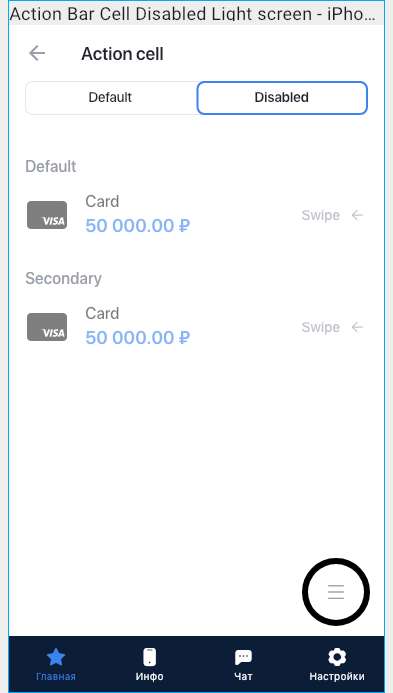 Action Bar Cell Disabled Light screen - iPho...
Action cell
Default
Disabled
Default
Card
50 000.00 ₽
Swipe
VISA
Secondary
Card
50 000.00 ₽
Swipe
VISA
Главная
Инфо
Чат
Настройки